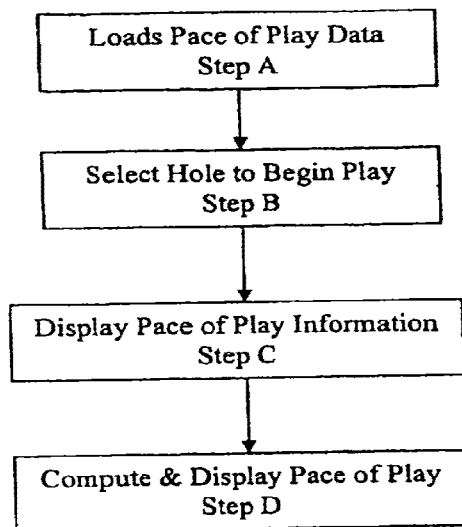 Loads Pace of Play Data
Step A
Select Hole to Begin Play
Step B
Display Pace of Play Information
Step C
Compute & Display Pace of Play
Step D